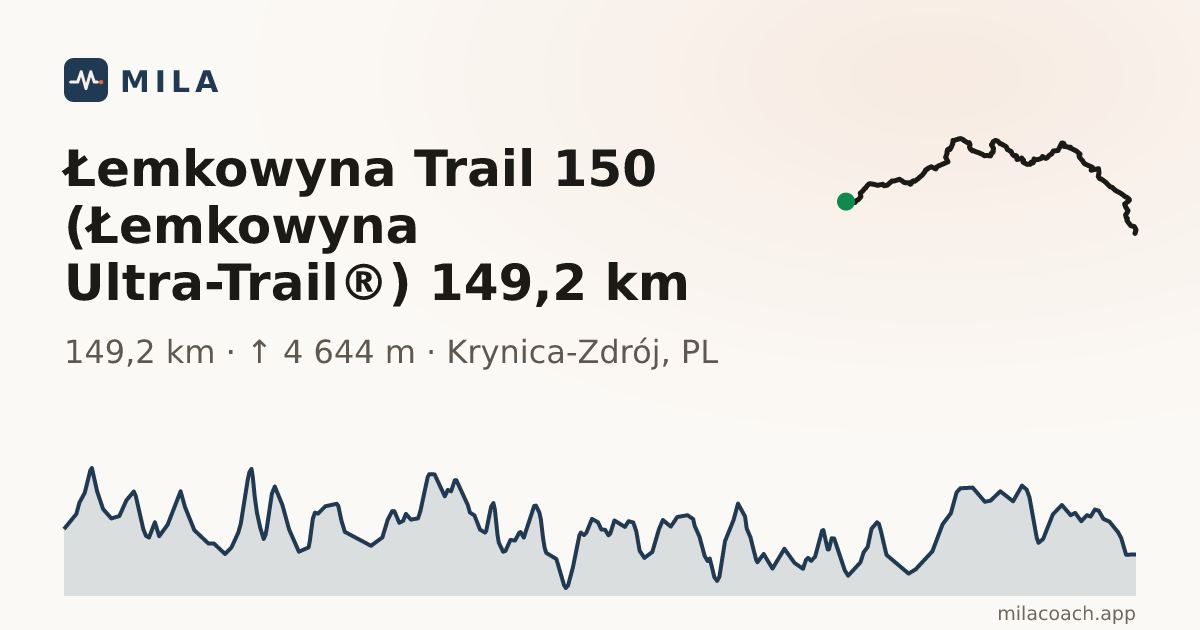 MILA
Łemkowyna Trail 150
(Łemkowyna
Ultra-Trail®) 149,2 km
149,2 km · ↑ 4 644 m · Krynica-Zdrój, PL
milacoach.app